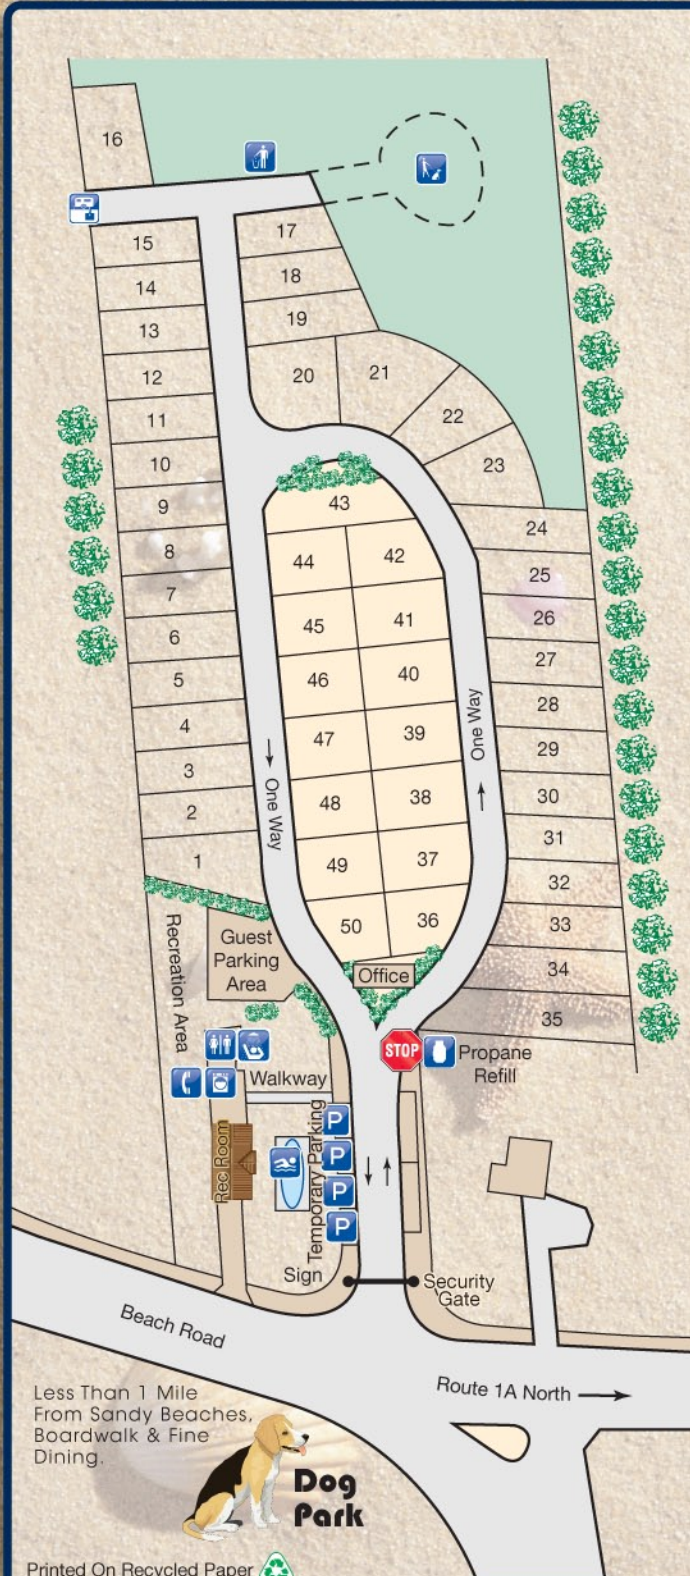 16
15
14
13
12
11
10
9
8
7
6
5
4
3
2
1
17
18
19
20
21
22
23
24
25
26
27
28
29
30
31
32
33
34
35
43
44
42
45
41
46
40
47
39
48
38
49
37
50
36
One Way
One Way
Recreation Area
Guest
Parking
Area
Office
STOP
Propane
Refill
Walkway
Rec Room
Temporary Parking
P
P
P
P
Sign
Security
Gate
Beach Road
Route 1A North
Less Than 1 Mile
From Sandy Beaches,
Boardwalk & Fine
Dining.
Dog
Park
Printed On Recycled Paper